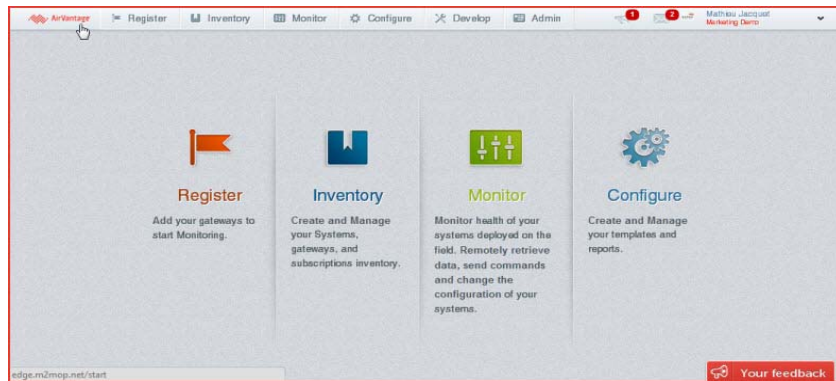 AirVantage Register Inventory Monitor Configure Develop Admin 1 2 Mathieu Jacquot
Marketing Demo
Register
Add your gateways to
start Monitoring.
Inventory
Create and Manage
your Systems,
gateways, and
subscriptions inventory.
Monitor
Monitor health of your
systems deployed on the
field. Remotely retrieve
data, send commands
and change the
configuration of your
systems.
Configure
Create and Manage
your templates and
reports.
edge.m2mop.net/start
Your feedback